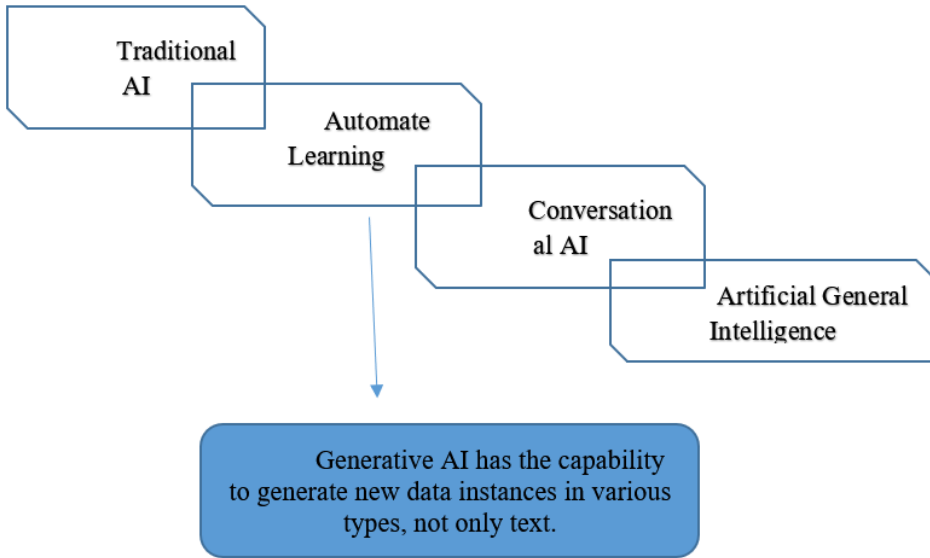 Traditional
AI
Automate
Learning
Conversation
al AI
Artificial General
Intelligence
Generative AI has the capability
to generate new data instances in various
types, not only text.